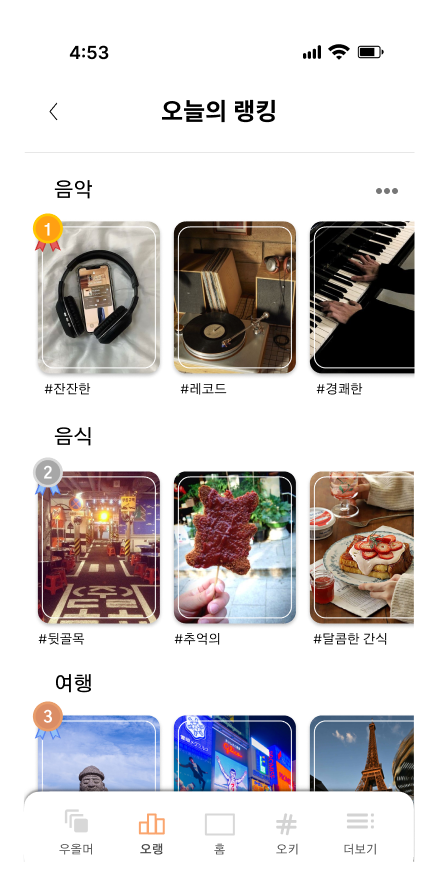 4:53
오늘의 랭킹
음악
1
#잔잔한
#레코드
#경쾌한
음식
2
(주)
#뒷골목
#추억의
#달콤한 간식
여행
3
우올머
오랭
홈
오키
더보기